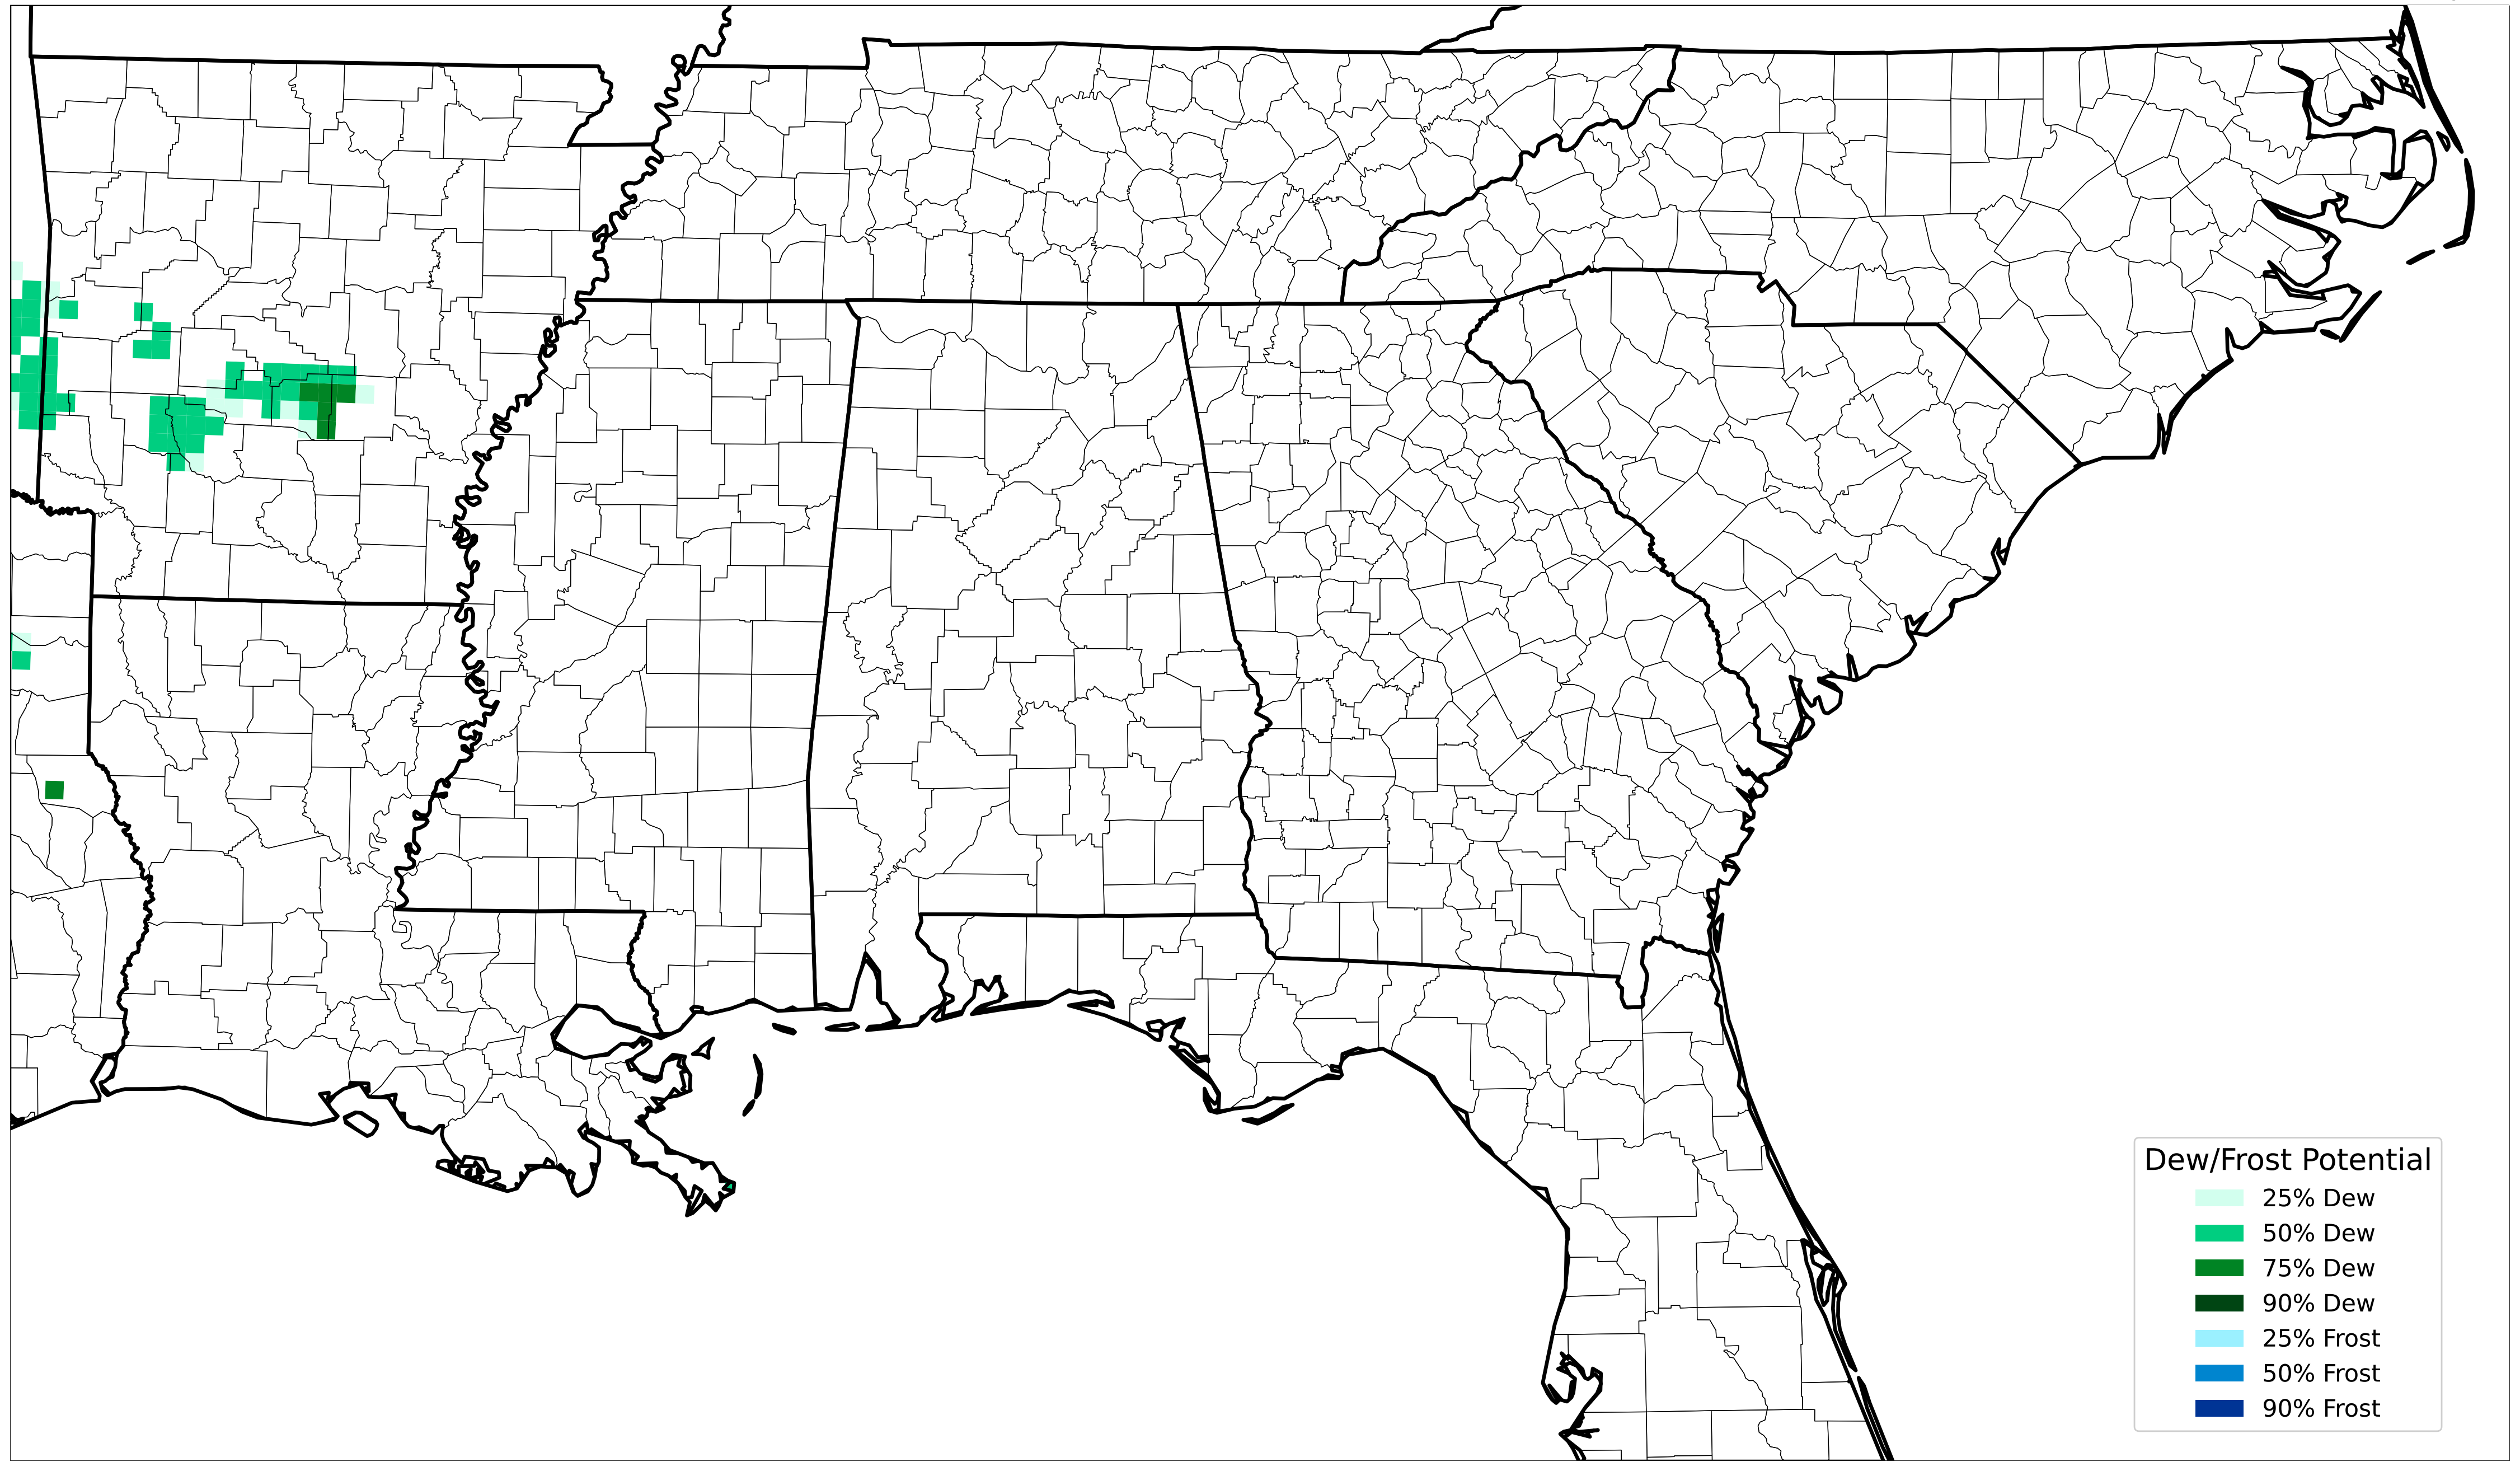 Dew/Frost Potential
25% Dew
50% Dew
75% Dew
90% Dew
25% Frost
50% Frost
90% Frost